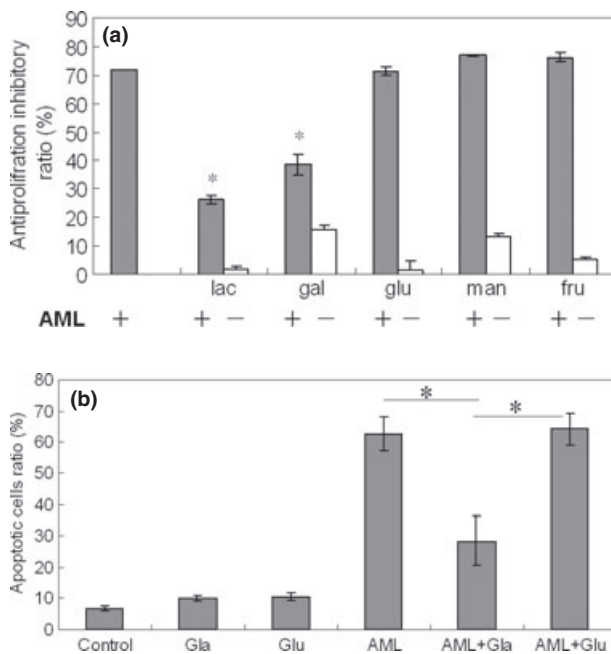 (a)
Antiprolifration inhibitory
ratio (%)
90
80
70
60
50
40
30
20
10
0
* *
lac gal glu man fru
AML + + − + − + − + − + −
(b)
Apoptotic cells ratio (%)
80
70
60
50
40
30
20
10
0
* *
Control Gla Glu AML AML+Gla AML+Glu